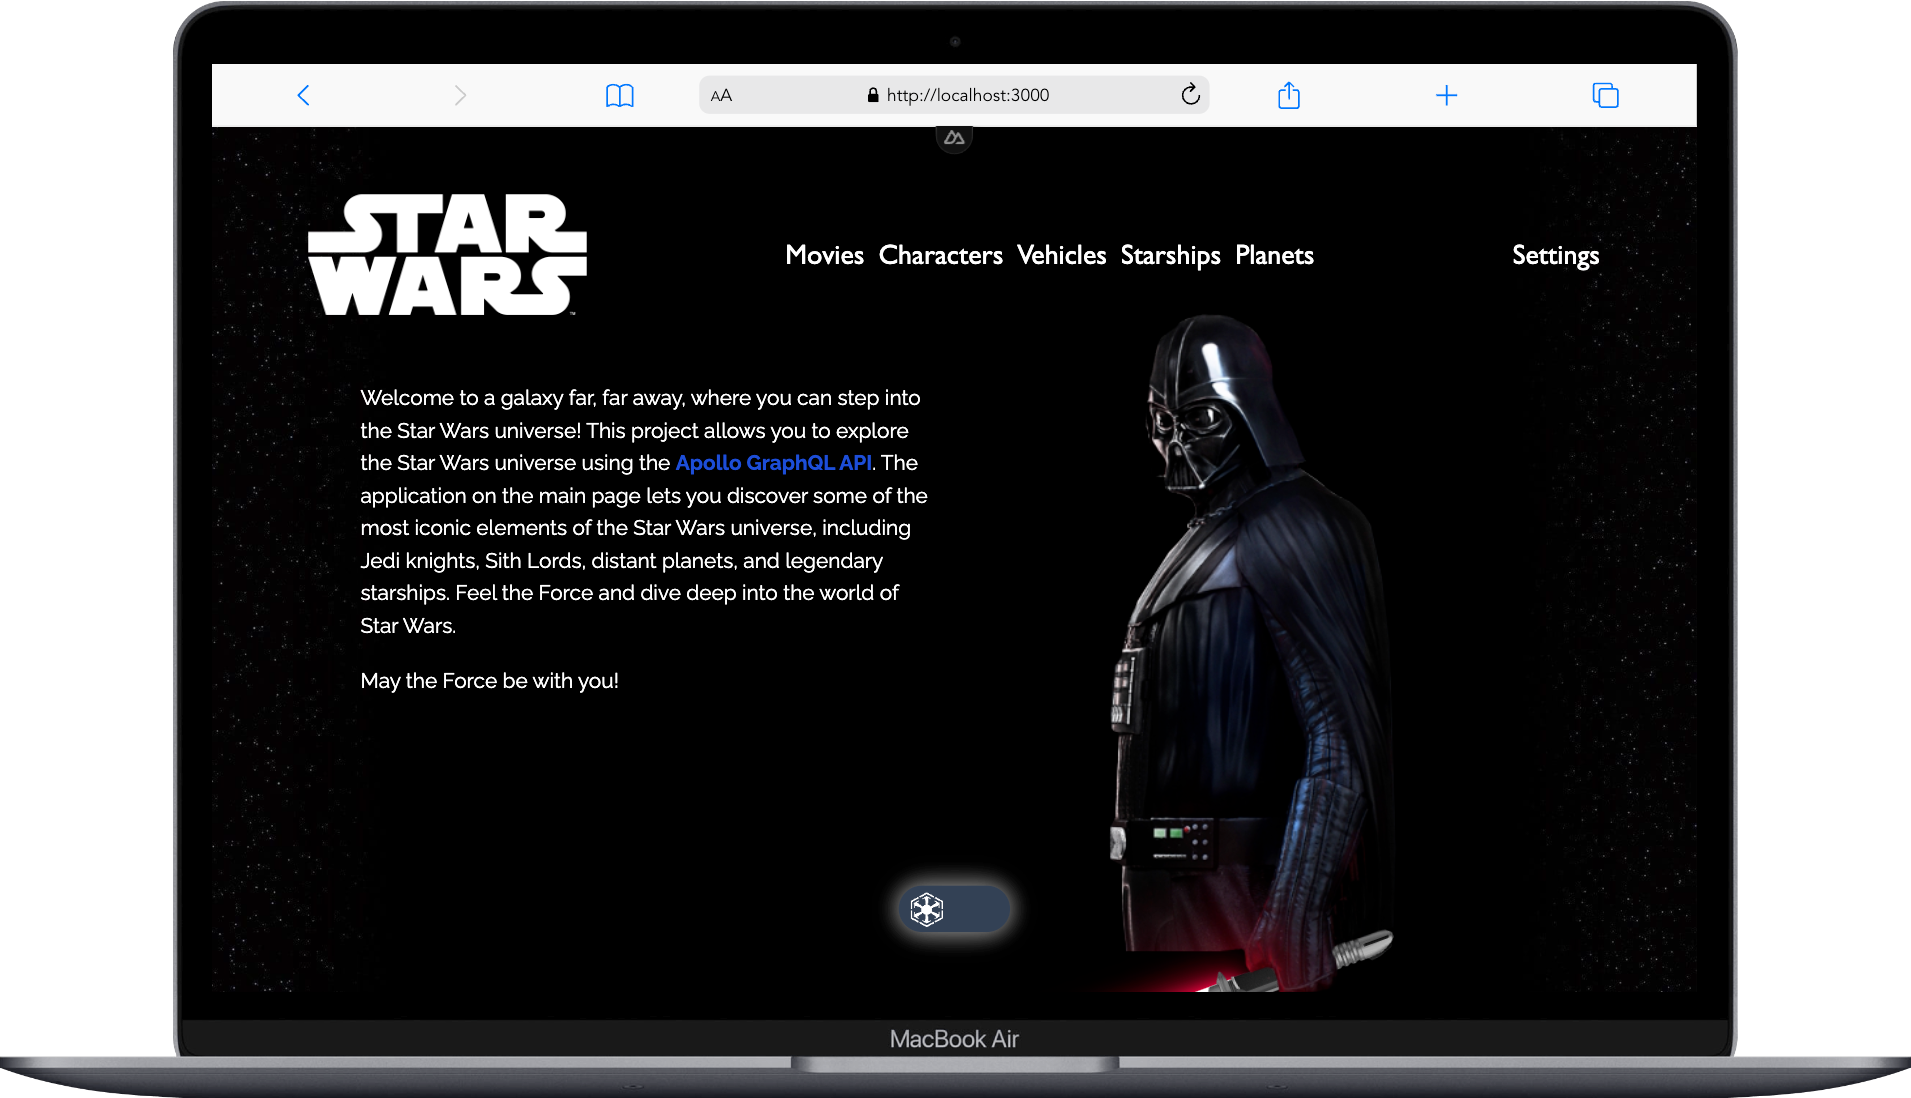 AA http://localhost:3000
STAR
WARS
™
Movies Characters Vehicles Starships Planets Settings
Welcome to a galaxy far, far away, where you can step into
the Star Wars universe! This project allows you to explore
the Star Wars universe using the Apollo GraphQL API. The
application on the main page lets you discover some of the
most iconic elements of the Star Wars universe, including
Jedi knights, Sith Lords, distant planets, and legendary
starships. Feel the Force and dive deep into the world of
Star Wars.
May the Force be with you!
MacBook Air